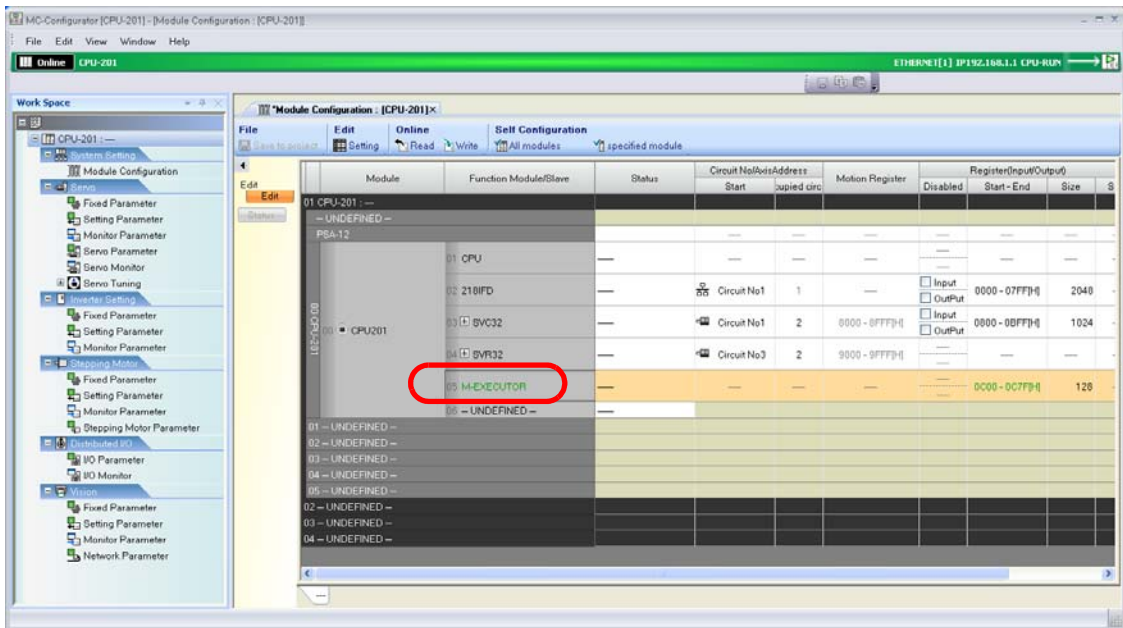 MC-Configurator [CPU-201] - [Module Configuration : [CPU-201]]
File Edit View Window Help
Online CPU-201 ETHERNET[1] IP192.168.1.1 CPU-RUN
Work Space
CPU-201 : ---
System Setting
Module Configuration
Servo
Fixed Parameter
Setting Parameter
Monitor Parameter
Servo Parameter
Servo Monitor
Servo Tuning
Inverter Setting
Fixed Parameter
Setting Parameter
Monitor Parameter
Stepping Motor
Fixed Parameter
Setting Parameter
Monitor Parameter
Stepping Motor Parameter
Distributed I/O
I/O Parameter
I/O Monitor
Vision
Fixed Parameter
Setting Parameter
Monitor Parameter
Network Parameter
*Module Configuration : [CPU-201]
File Edit Online Self Configuration
Save to project Setting Read Write All modules specified module
Edit
Edit
Status
Module Function Module/Slave Status Circuit No/AxisAddress Motion Register Register(Input/Output)
Start upied circ Disabled Start - End Size S
01 CPU-201 : ---
-- UNDEFINED --
PSA-12
00 CPU-201
00 CPU201
01 CPU
02 218IFD Circuit No1 1 --- Input OutPut 0000 - 07FF[H] 2048
03 SVC32 Circuit No1 2 8000 - 8FFF[H] Input OutPut 0800 - 0BFF[H] 1024
04 SVR32 Circuit No3 2 9000 - 9FFF[H]
05 M-EXECUTOR 0C00 - 0C7F[H] 128
06 -- UNDEFINED --
01 -- UNDEFINED --
02 -- UNDEFINED --
03 -- UNDEFINED --
04 -- UNDEFINED --
05 -- UNDEFINED --
02 -- UNDEFINED --
03 -- UNDEFINED --
04 -- UNDEFINED --